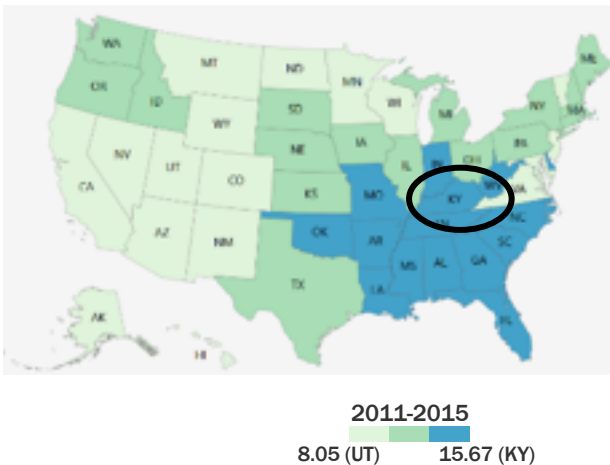 WA
ME
MT
ND
OR
MN
ID
SD
WI
NY
MA
MI
WY
IA
PA
NE
IL
IN
OH
NV
UT
CO
KS
MO
KY
WV
VA
CA
OK
NC
AZ
NM
AR
SC
MS
AL
GA
TX
LA
FL
AK
HI
2011-2015
8.05 (UT) 15.67 (KY)